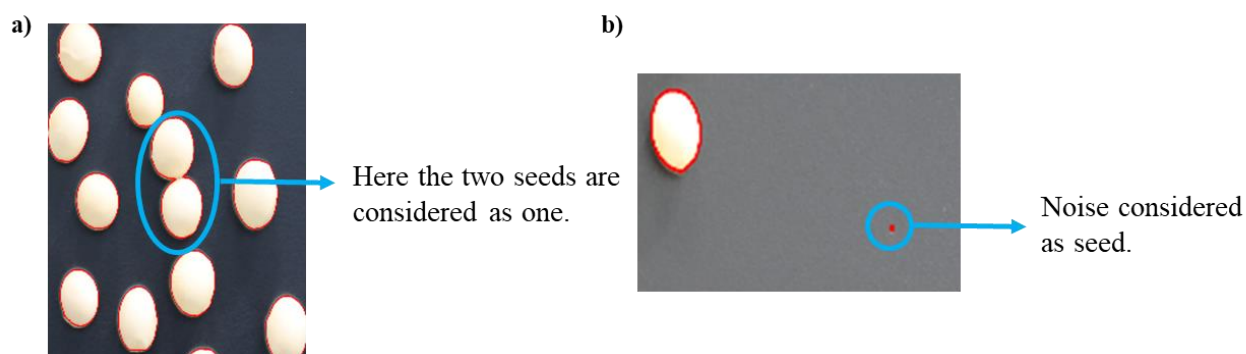 a)
b)
Here the two seeds are
considered as one.
Noise considered
as seed.